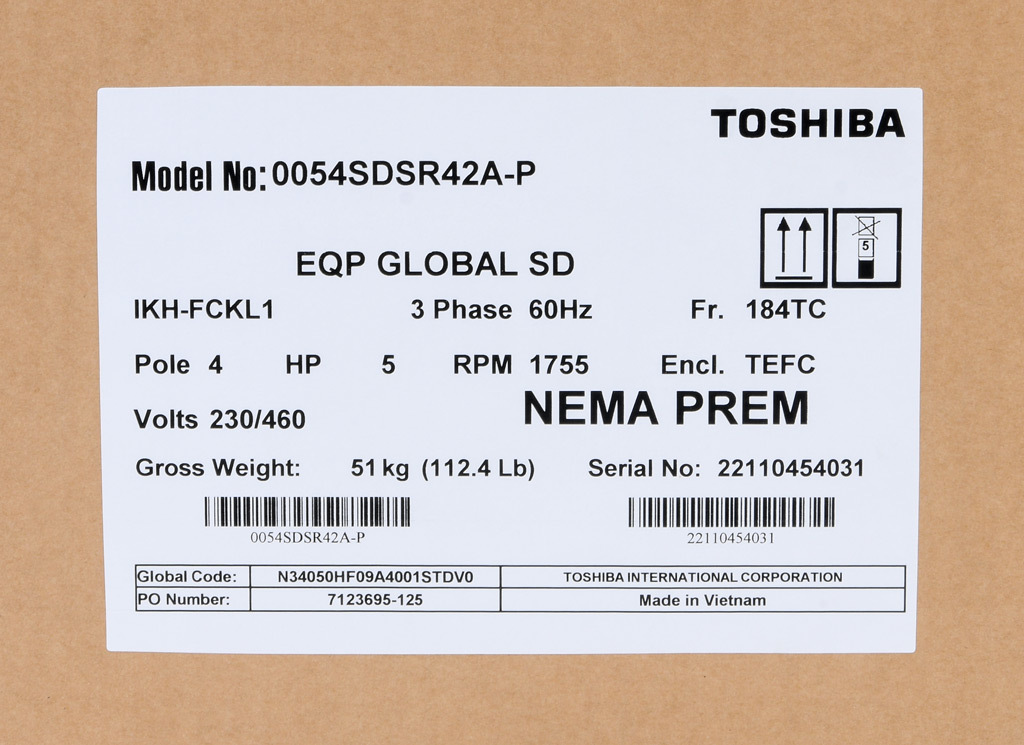 TOSHIBA
Model No: 0054SDSR42A-P
5
EQP GLOBAL SD
IKH-FCKL1 3 Phase 60Hz Fr. 184TC
Pole 4 HP 5 RPM 1755 Encl. TEFC
Volts 230/460 NEMA PREM
Gross Weight: 51 kg (112.4 Lb) Serial No: 22110454031
0054SDSR42A-P 22110454031
Global Code: N34050HF09A4001STDV0 TOSHIBA INTERNATIONAL CORPORATION
PO Number: 7123695-125 Made in Vietnam